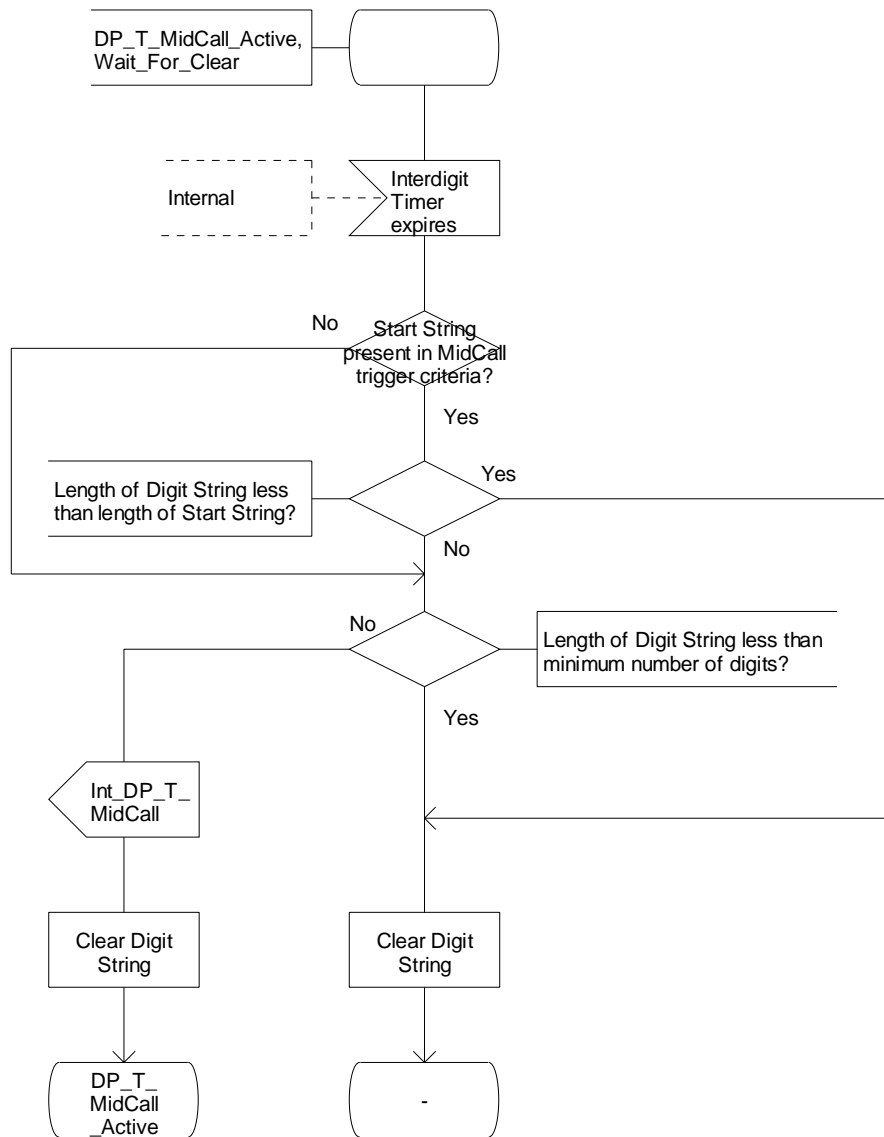 DP_T_MidCall_Active,
Wait_For_Clear
Internal
Interdigit
Timer
expires
No
Start String
present in MidCall
trigger criteria?
Yes
Length of Digit String less
than length of Start String?
Yes
No
No
Length of Digit String less than
minimum number of digits?
Yes
Int_DP_T_
MidCall
Clear Digit
String
Clear Digit
String
DP_T_
MidCall
_Active
-